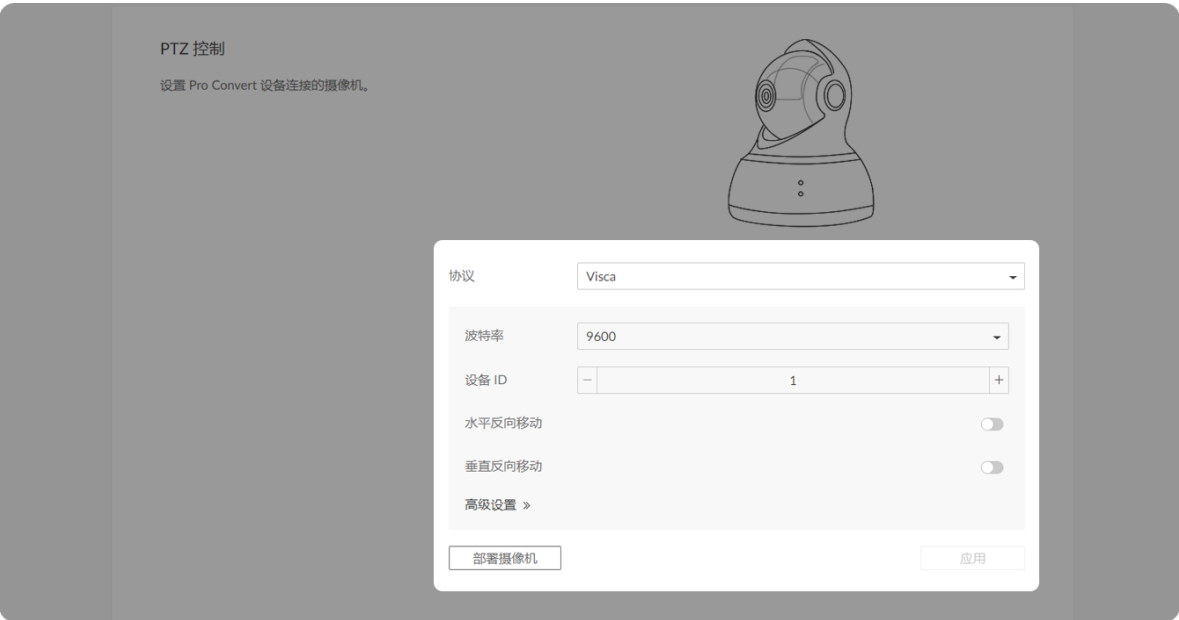 PTZ 控制
设置 Pro Convert 设备连接的摄像机。
协议 Visca
波特率 9600
设备 ID − 1 +
水平反向移动
垂直反向移动
高级设置 »
部署摄像机 应用